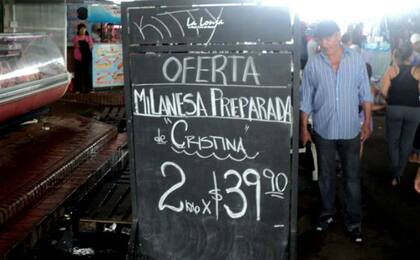 La Lonja
OFERTA
MILANESA PREPARADA
"de CRISTINA"
2 kilo x $39.90